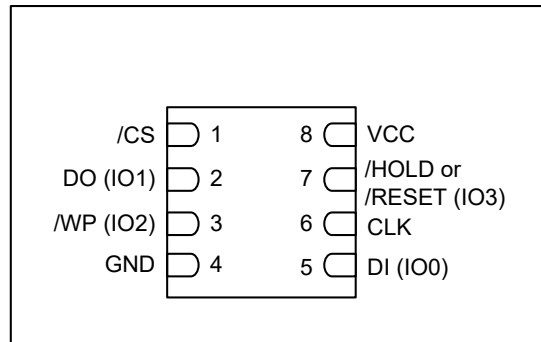 /CS 1 8 VCC
DO (IO1) 2 7 /HOLD or
/RESET (IO3)
/WP (IO2) 3 6 CLK
GND 4 5 DI (IO0)